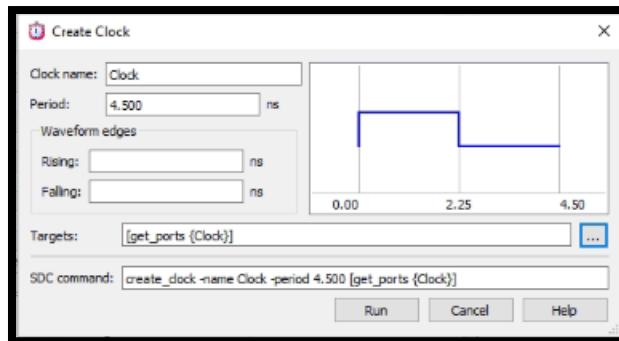 Create Clock
Clock name: Clock
Period: 4.500 ns
Waveform edges
Rising: ns
Falling: ns
0.00 2.25 4.50
Targets: [get_ports {Clock}] ...
SDC command: create_clock -name Clock -period 4.500 [get_ports {Clock}]
Run Cancel Help